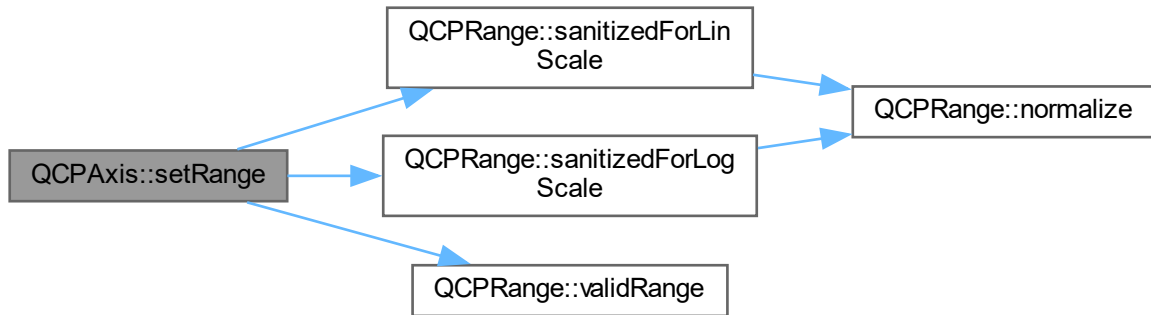 QCPAxis::setRange
QCPRange::sanitizedForLin
Scale
QCPRange::sanitizedForLog
Scale
QCPRange::validRange
QCPRange::normalize